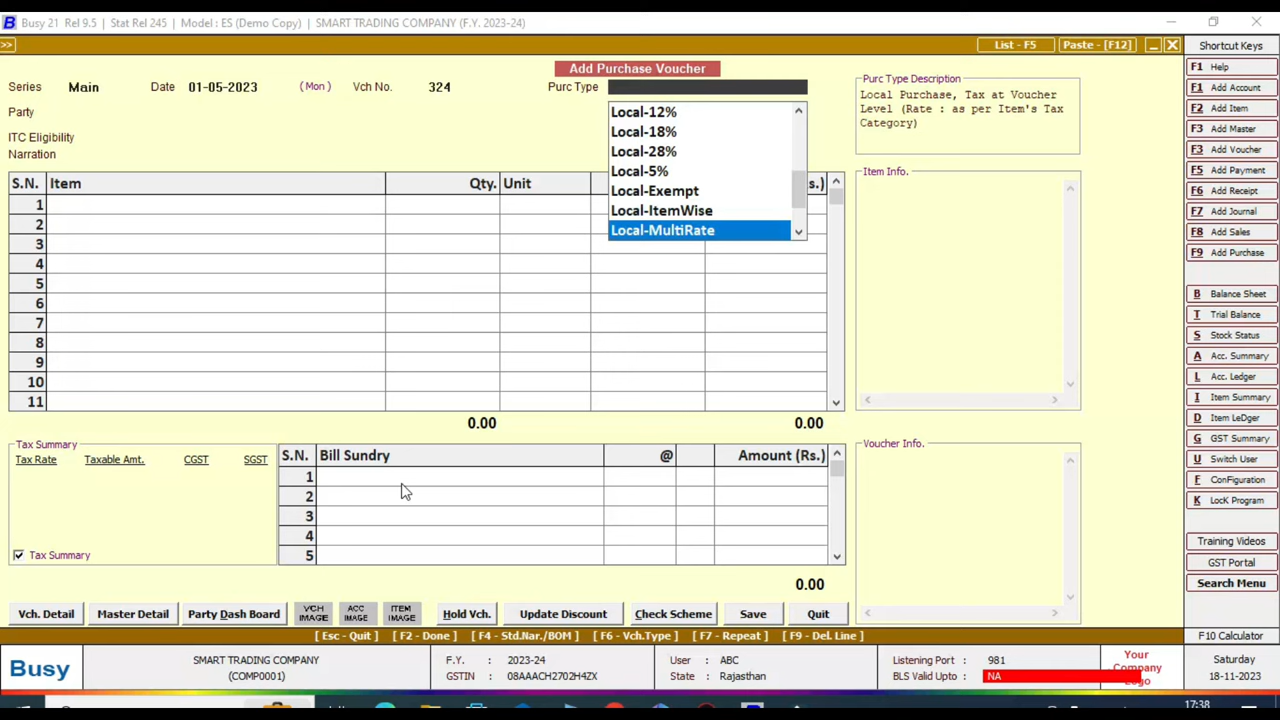 Busy 21 Rel 9.5 | Stat Rel 245 | Model : ES (Demo Copy) | SMART TRADING COMPANY (F.Y. 2023-24)
>> List - F5 Paste - [F12] Shortcut Keys
Add Purchase Voucher
Series Main Date 01-05-2023 (Mon) Vch No. 324 Purc Type
Party
ITC Eligibility
Narration
Local-12%
Local-18%
Local-28%
Local-5%
Local-Exempt
Local-ItemWise
Local-MultiRate
Purc Type Description
Local Purchase, Tax at Voucher
Level (Rate : as per Item's Tax
Category)
S.N. Item Qty. Unit s.)
1
2
3
4
5
6
7
8
9
10
11
0.00 0.00
Item Info.
Tax Summary
Tax Rate Taxable Amt. CGST SGST
Tax Summary
S.N. Bill Sundry @ Amount (Rs.)
1
2
3
4
5
0.00
Voucher Info.
Vch. Detail Master Detail Party Dash Board VCH IMAGE ACC IMAGE ITEM IMAGE Hold Vch. Update Discount Check Scheme Save Quit
[ Esc - Quit ] [ F2 - Done ] [ F4 - Std.Nar./BOM ] [ F6 - Vch.Type ] [ F7 - Repeat ] [ F9 - Del. Line ]
F1 Help
F1 Add Account
F2 Add Item
F3 Add Master
F3 Add Voucher
F5 Add Payment
F6 Add Receipt
F7 Add Journal
F8 Add Sales
F9 Add Purchase
B Balance Sheet
T Trial Balance
S Stock Status
A Acc. Summary
L Acc. Ledger
I Item Summary
D Item LeDger
G GST Summary
U Switch User
F ConFiguration
K LocK Program
Training Videos
GST Portal
Search Menu
F10 Calculator
Busy
SMART TRADING COMPANY
(COMP0001)
F.Y. : 2023-24
GSTIN : 08AAACH2702H4ZX
User : ABC
State : Rajasthan
Listening Port : 981
BLS Valid Upto : NA
Your
Company
Logo
Saturday
18-11-2023
17:38